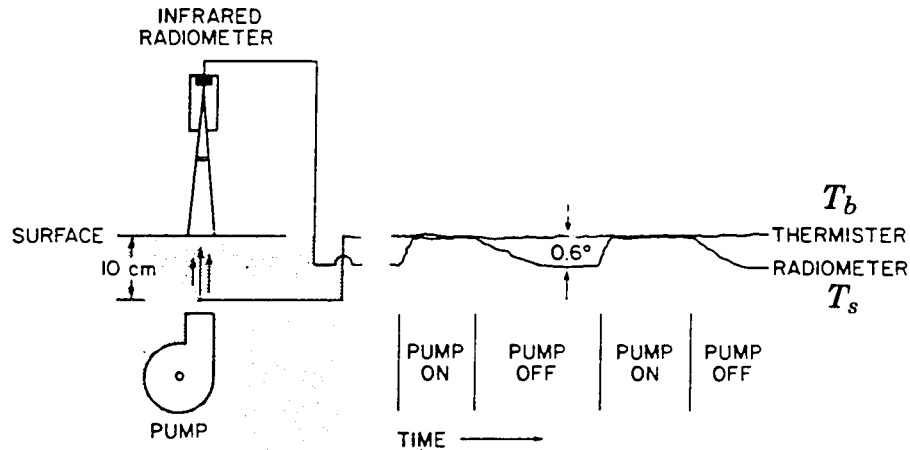 INFRARED
RADIOMETER
T_b
SURFACE
THERMISTER
10 cm
0.6°
RADIOMETER
T_s
PUMP
ON
PUMP
OFF
PUMP
ON
PUMP
OFF
PUMP
TIME